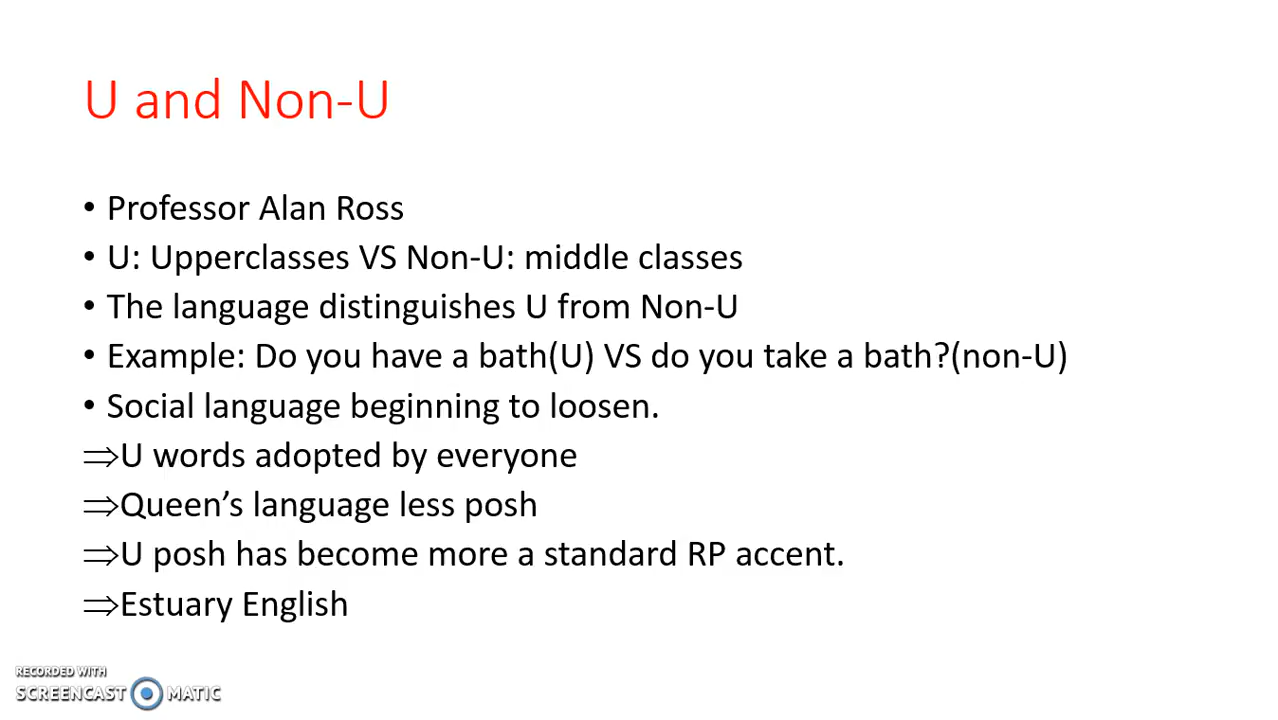 U and Non-U
• Professor Alan Ross
• U: Upperclasses VS Non-U: middle classes
• The language distinguishes U from Non-U
• Example: Do you have a bath(U) VS do you take a bath?(non-U)
• Social language beginning to loosen.
⇒U words adopted by everyone
⇒Queen’s language less posh
⇒U posh has become more a standard RP accent.
⇒Estuary English
RECORDED WITH
SCREENCAST MATIC